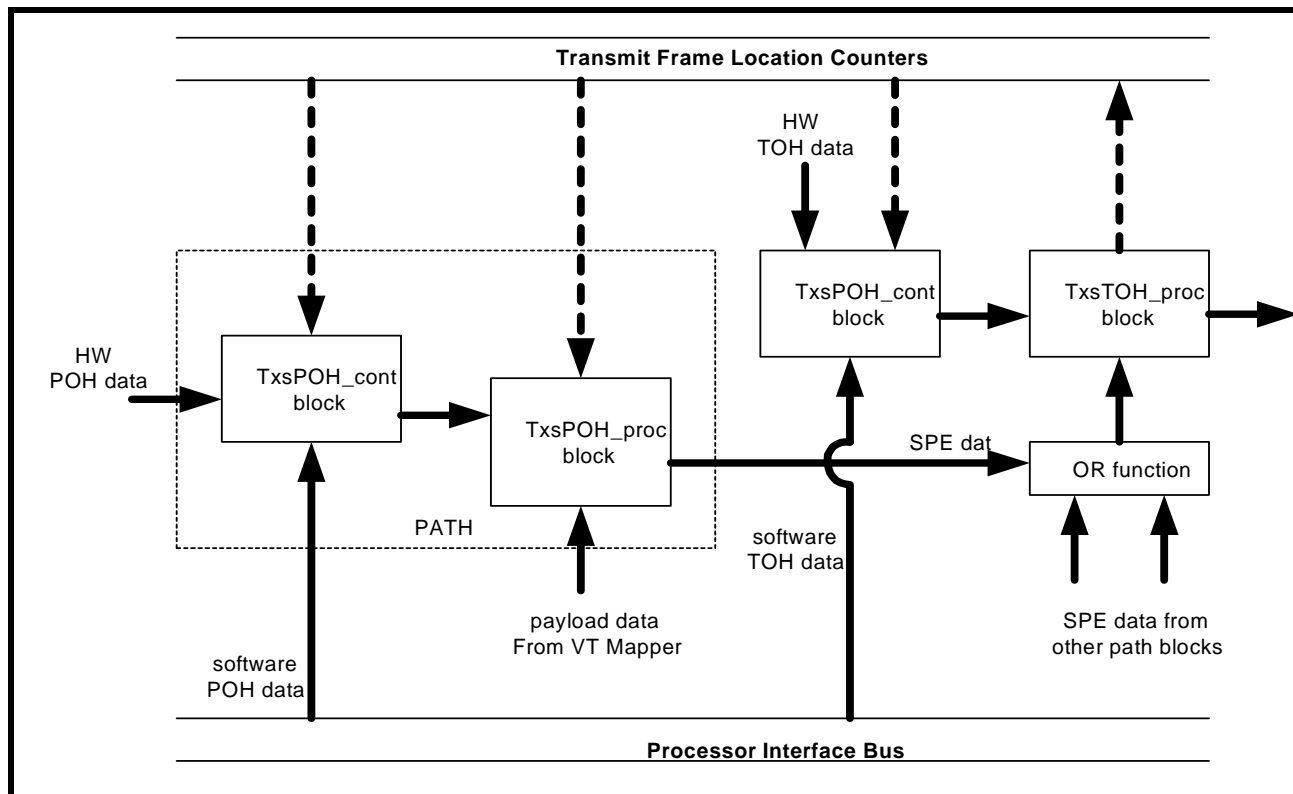 Transmit Frame Location Counters
HW
TOH data
TxsPOH_cont
block
TxsTOH_proc
block
HW
POH data
TxsPOH_cont
block
TxsPOH_proc
block
SPE dat
OR function
PATH
software
TOH data
payload data
From VT Mapper
SPE data from
other path blocks
software
POH data
Processor Interface Bus